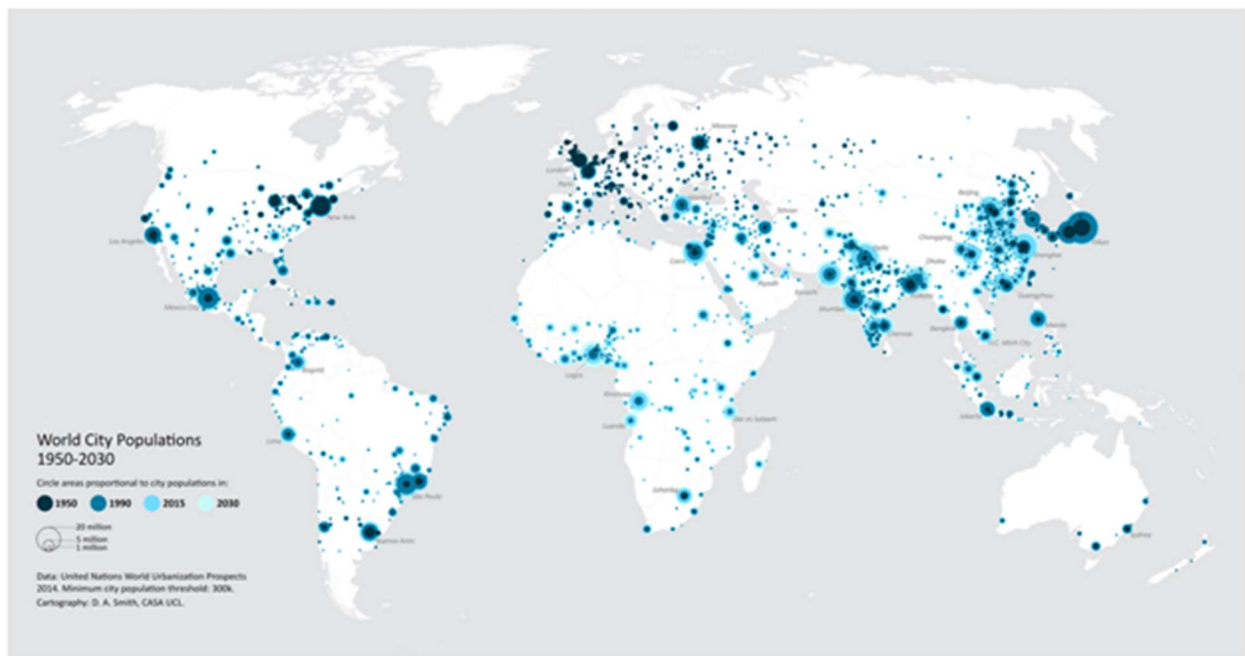 Moscow
London
Paris
Istanbul
Beijing
New York
Tehran
Los Angeles
Chongqing
Tokyo
Delhi
Shanghai
Cairo
Dhaka
Riyadh
Karachi
Guangzhou
Mexico City
Mumbai
Kolkata
Manila
Bangkok
Chennai
H.C. Minh City
Bogotá
Lagos
Kinshasa
Jakarta
Dar es Salaam
Luanda
Lima
World City Populations
1950-2030
Circle areas proportional to city populations in:
1950 1990 2015 2030
São Paulo
20 million
5 million
1 million
Sydney
Buenos Aires
Data: United Nations World Urbanization Prospects
2014. Minimum city population threshold: 300k.
Cartography: D. A. Smith, CASA UCL.